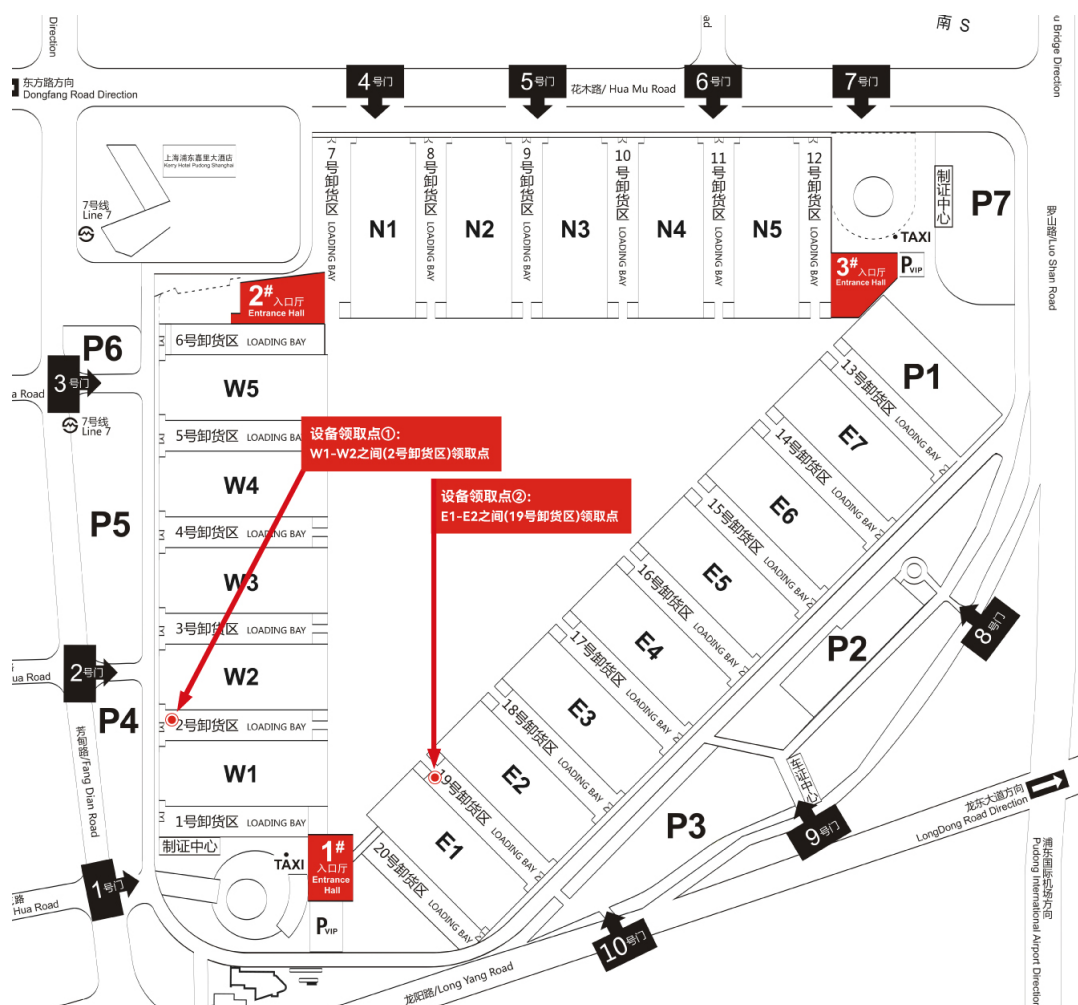 Direction
ad
南 S
u Bridge Direction
东方路方向
Dongfang Road Direction
4号门
5号门
花木路/ Hua Mu Road
6号门
7号门
上海浦东嘉里大酒店
Kerry Hotel Pudong Shanghai
7号线
Line 7
7号卸货区 LOADING BAY
N1
8号卸货区 LOADING BAY
N2
9号卸货区 LOADING BAY
N3
10号卸货区 LOADING BAY
N4
11号卸货区 LOADING BAY
N5
12号卸货区 LOADING BAY
制证中心
P7
TAXI
P VIP
罗山路/Luo Shan Road
2# 入口厅
Entrance Hall
3# 入口厅
Entrance Hall
6号卸货区 LOADING BAY
P6
3号门
a Road
7号线
Line 7
W5
5号卸货区 LOADING BA
设备领取点①:
W1-W2之间(2号卸货区)领取点
W4
设备领取点②:
E1-E2之间(19号卸货区)领取点
P5
4号卸货区 LOADING BAY
W3
3号卸货区 LOADING BAY
2号门
ua Road
W2
P4
2号卸货区 LOADING BAY
W1
芳甸路/Fang Dian Road
1号卸货区 LOADING BAY
制证中心
TAXI
1#
入口厅
Entrance
Hall
P VIP
1号门
路
Hua Road
P1
13号卸货区 LOADING BAY
E7
14号卸货区 LOADING BAY
E6
15号卸货区 LOADING BAY
E5
16号卸货区 LOADING BAY
E4
17号卸货区 LOADING BAY
E3
18号卸货区 LOADING BAY
E2
19号卸货区 LOADING BAY
E1
20号卸货区 LOADING BAY
P2
8号门
P3
9号门
10号门
龙东大道方向
LongDong Road Direction
龙阳路/Long Yang Road
浦东国际机场方向
Pudong International Airport Direction